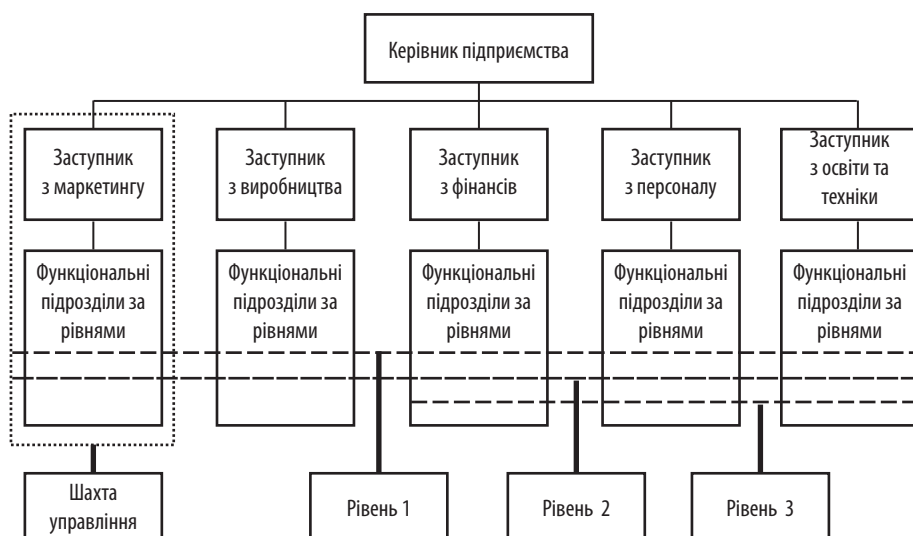 Керівник підприємства
Заступник
з маркетингу
Заступник
з виробництва
Заступник
з фінансів
Заступник
з персоналу
Заступник
з освіти та
техніки
Функціональні
підрозділи за
рівнями
Функціональні
підрозділи за
рівнями
Функціональні
підрозділи за
рівнями
Функціональні
підрозділи за
рівнями
Функціональні
підрозділи за
рівнями
Шахта
управління
Рівень 1
Рівень 2
Рівень 3